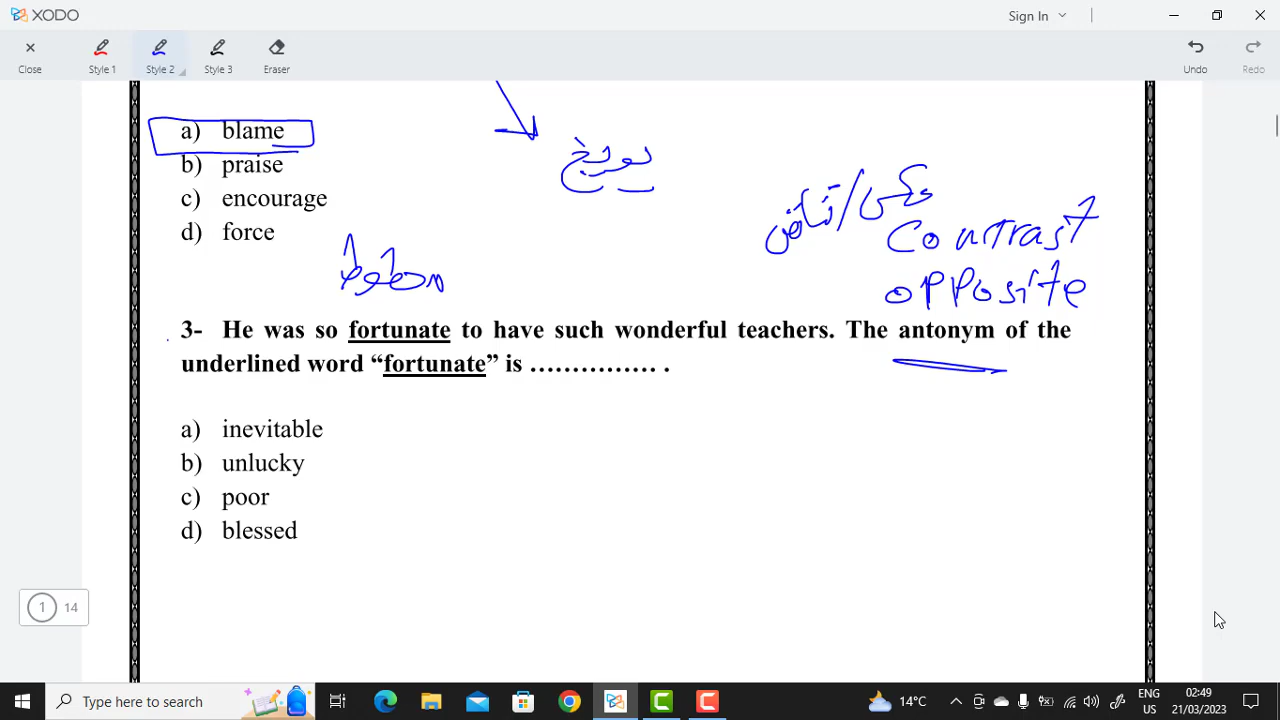 XODO
Sign In
Close
Style 1
Style 2
Style 3
Eraser
Undo
Redo
a) blame
b) praise
c) encourage
d) force
توبيخ
عكس/تناقض
Contrast
opposite
محظوظ
3- He was so fortunate to have such wonderful teachers. The antonym of the
underlined word “fortunate” is …………… .
a) inevitable
b) unlucky
c) poor
d) blessed
1 14
Type here to search
14°C
ENG
US
02:49
21/03/2023